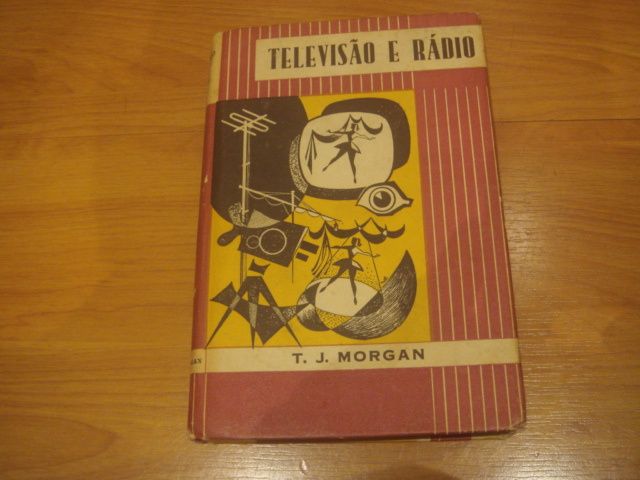 TELEVISÃO E RÁDIO
T. J. MORGAN